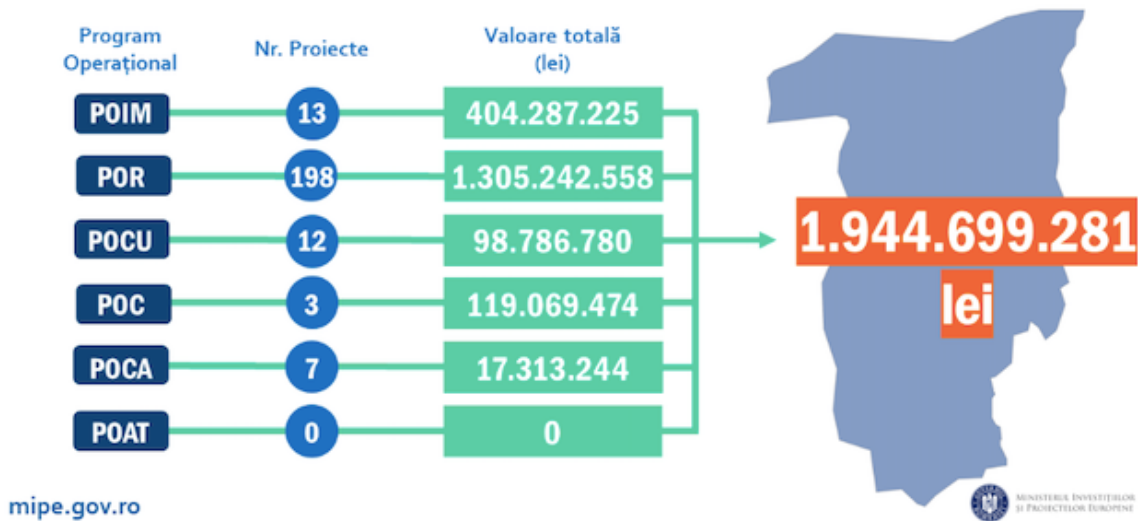 Program
Operațional
Nr. Proiecte
Valoare totală
(lei)
POIM
13
404.287.225
POR
198
1.305.242.558
POCU
12
98.786.780
POC
3
119.069.474
POCA
7
17.313.244
POAT
0
0
1.944.699.281
lei
mipe.gov.ro
MINISTERUL INVESTIȚIILOR
ȘI PROIECTELOR EUROPENE